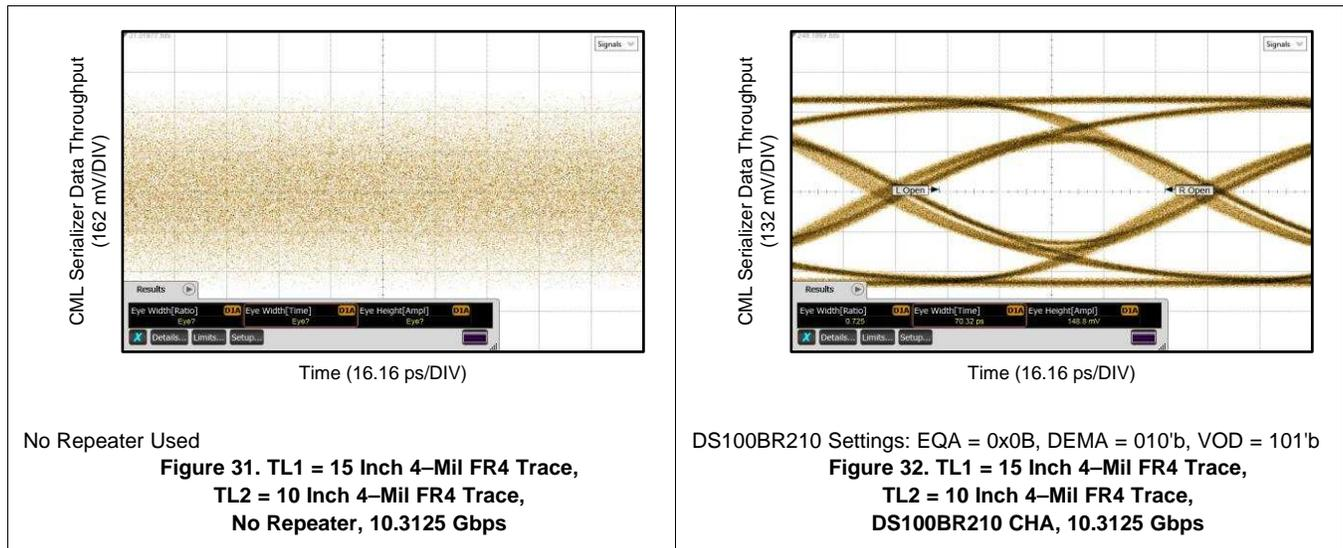 CML Serializer Data Throughput
(162 mV/DIV)
Signals
Results
Eye Width[Ratio] D1A Eye Width[Time] D1A Eye Height[Ampl] D1A
Eye? Eye? Eye?
X Details... Limits... Setup...
Time (16.16 ps/DIV)
No Repeater Used
Figure 31. TL1 = 15 Inch 4–Mil FR4 Trace,
TL2 = 10 Inch 4–Mil FR4 Trace,
No Repeater, 10.3125 Gbps
CML Serializer Data Throughput
(132 mV/DIV)
Signals
L Open
R Open
Results
Eye Width[Ratio] D1A Eye Width[Time] D1A Eye Height[Ampl] D1A
0.725 70.32 ps 148.8 mV
X Details... Limits... Setup...
Time (16.16 ps/DIV)
DS100BR210 Settings: EQA = 0x0B, DEMA = 010'b, VOD = 101'b
Figure 32. TL1 = 15 Inch 4–Mil FR4 Trace,
TL2 = 10 Inch 4–Mil FR4 Trace,
DS100BR210 CHA, 10.3125 Gbps